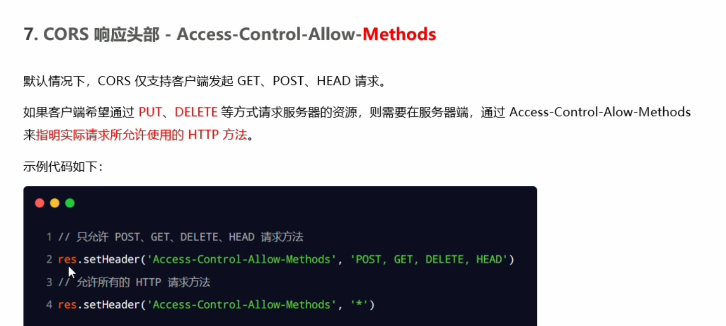 7. CORS 响应头部 - Access-Control-Allow-Methods
默认情况下，CORS 仅支持客户端发起 GET、POST、HEAD 请求。
如果客户端希望通过 PUT、DELETE 等方式请求服务器的资源，则需要在服务器端，通过 Access-Control-Alow-Methods
来指明实际请求所允许使用的 HTTP 方法。
示例代码如下：
1 // 只允许 POST、GET、DELETE、HEAD 请求方法
2 res.setHeader('Access-Control-Allow-Methods', 'POST, GET, DELETE, HEAD')
3 // 允许所有的 HTTP 请求方法
4 res.setHeader('Access-Control-Allow-Methods', '*')